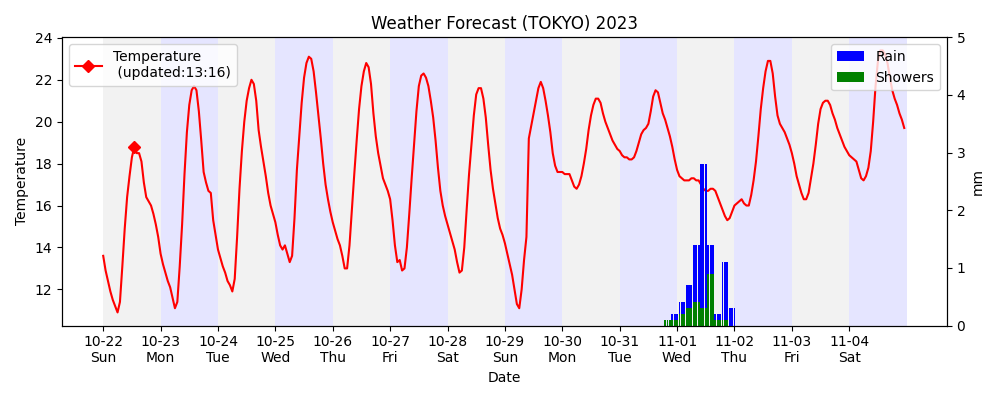 Weather Forecast (TOKYO) 2023
Temperature
(updated:13:16)
Rain
Showers
Temperature
24
22
20
18
16
14
12
5
4
3
2
1
0
mm
10-22 10-23 10-24 10-25 10-26 10-27 10-28 10-29 10-30 10-31 11-01 11-02 11-03 11-04
Sun Mon Tue Wed Thu Fri Sat Sun Mon Tue Wed Thu Fri Sat
Date